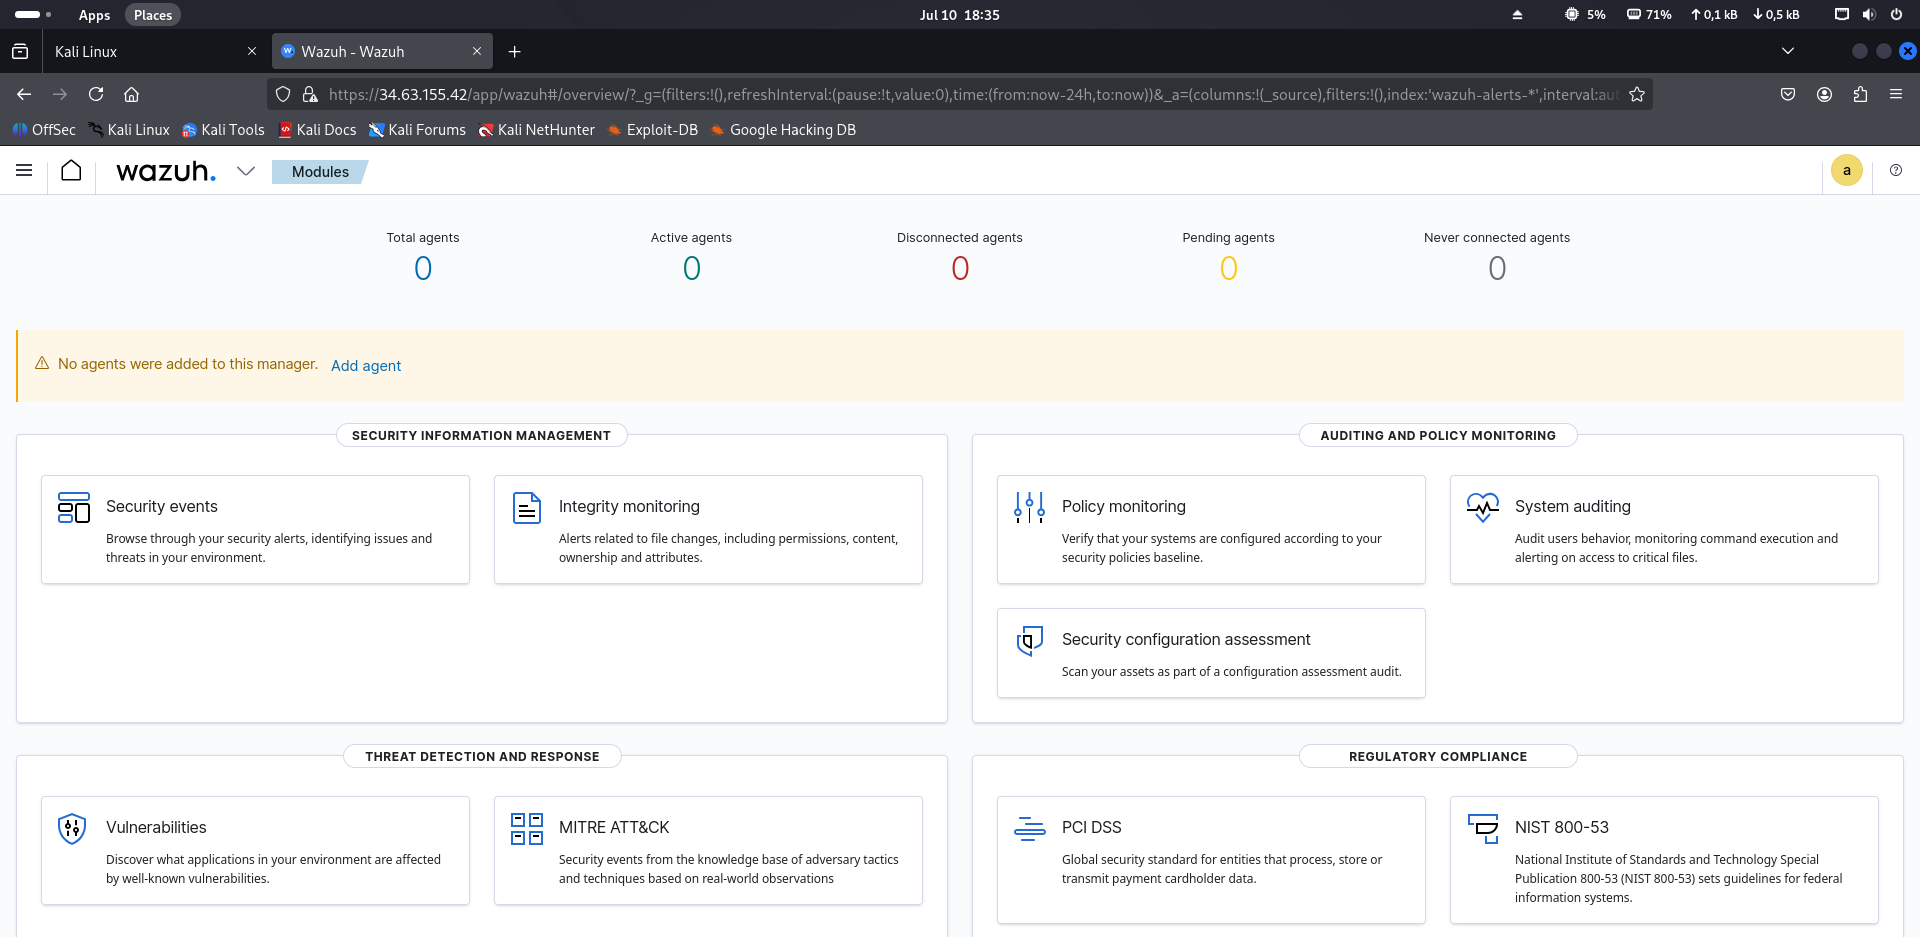 Apps Places Jul 10 18:35 5% 71% 0,1 kB 0,5 kB
Kali Linux Wazuh - Wazuh
https://34.63.155.42/app/wazuh#/overview/?_g=(filters:!(),refreshInterval:(pause:!t,value:0),time:(from:now-24h,to:now))&_a=(columns:!(_source),filters:!(),index:'wazuh-alerts-*',interval:aut
OffSec Kali Linux Kali Tools Kali Docs Kali Forums Kali NetHunter Exploit-DB Google Hacking DB
wazuh. Modules a
Total agents Active agents Disconnected agents Pending agents Never connected agents
0 0 0 0 0
No agents were added to this manager. Add agent
SECURITY INFORMATION MANAGEMENT
Security events
Browse through your security alerts, identifying issues and
threats in your environment.
Integrity monitoring
Alerts related to file changes, including permissions, content,
ownership and attributes.
AUDITING AND POLICY MONITORING
Policy monitoring
Verify that your systems are configured according to your
security policies baseline.
System auditing
Audit users behavior, monitoring command execution and
alerting on access to critical files.
Security configuration assessment
Scan your assets as part of a configuration assessment audit.
THREAT DETECTION AND RESPONSE
Vulnerabilities
Discover what applications in your environment are affected
by well-known vulnerabilities.
MITRE ATT&CK
Security events from the knowledge base of adversary tactics
and techniques based on real-world observations
REGULATORY COMPLIANCE
PCI DSS
Global security standard for entities that process, store or
transmit payment cardholder data.
NIST 800-53
National Institute of Standards and Technology Special
Publication 800-53 (NIST 800-53) sets guidelines for federal
information systems.